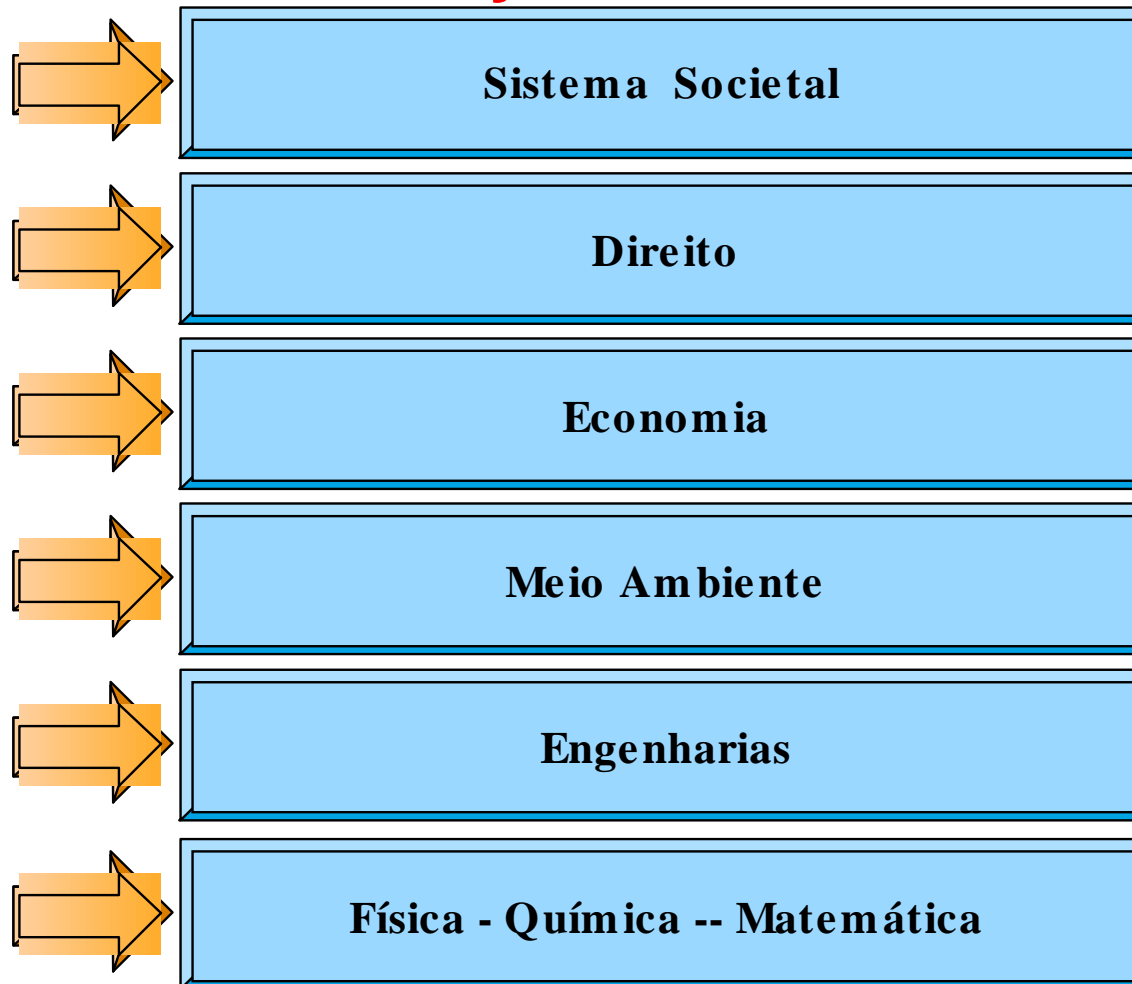 Sistema Societal
Direito
Economia
Meio Ambiente
Engenharias
Física - Química -- Matemática